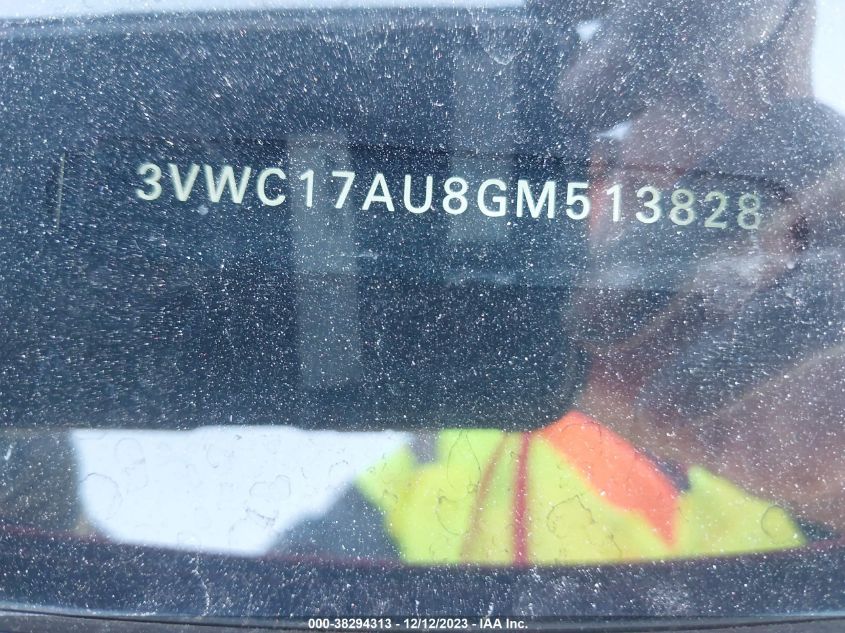 3VWC17AU8GM513828
000-38294313 - 12/12/2023 - IAA, Inc.